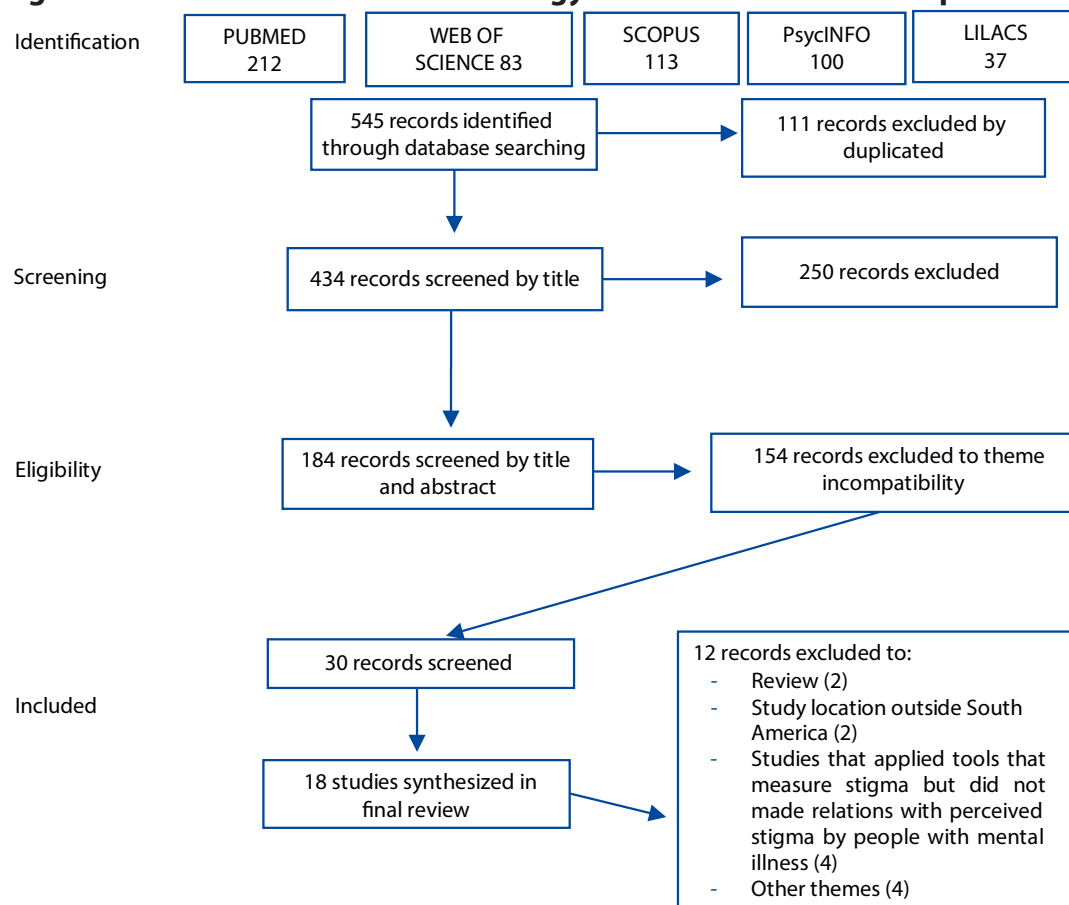 Identification
PUBMED
212
WEB OF
SCIENCE 83
SCOPUS
113
PsycINFO
100
LILACS
37
545 records identified
through database searching
111 records excluded by
duplicated
Screening
434 records screened by title
250 records excluded
Eligibility
184 records screened by title
and abstract
154 records excluded to theme
incompatibility
30 records screened
Included
18 studies synthesized in
final review
12 records excluded to:
- Review (2)
- Study location outside South
America (2)
- Studies that applied tools that
measure stigma but did not
made relations with perceived
stigma by people with mental
illness (4)
- Other themes (4)